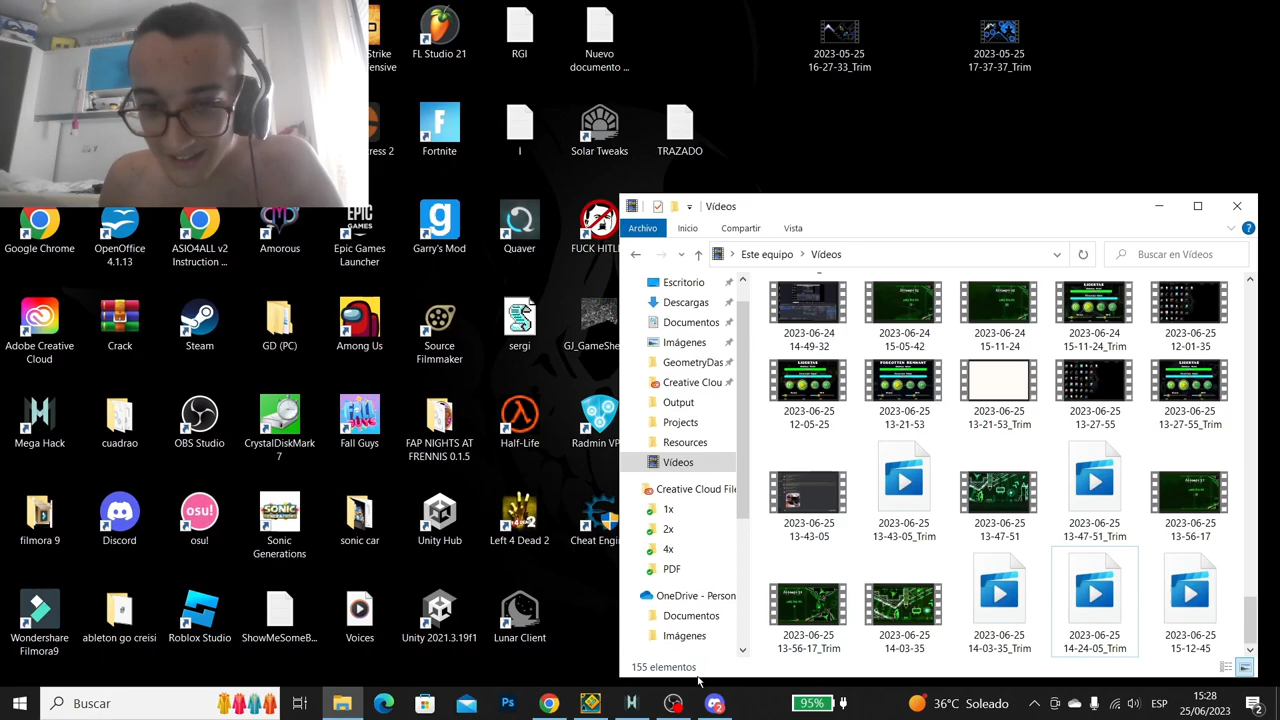 Strike
FL Studio 21
RGI
Nuevo
documento ...
2023-05-25
16-27-33_Trim
2023-05-25
17-37-37_Trim
Fortnite
I
Solar Tweaks
TRAZADO
Google Chrome
OpenOffice
4.1.13
ASIO4ALL v2
Instruction ...
Amorous
Epic Games
Launcher
Garry's Mod
Quaver
FUCK HITL
Adobe Creative
Cloud
Crack
Steam
GD (PC)
Among Us
Source
Filmmaker
sergi
GJ_GameShe
Mega Hack
cuadrao
OBS Studio
CrystalDiskMark
7
Fall Guys
FAP NIGHTS AT
FRENNIS 0.1.5
Half-Life
Radmin VP
filmora 9
Discord
osu!
Sonic
Generations
sonic car
Unity Hub
Left 4 Dead 2
Cheat Engin
Wondershare
Filmora9
ableton go creisi
Roblox Studio
ShowMeSomeB...
Voices
Unity 2021.3.19f1
Lunar Client
Vídeos
Archivo
Inicio
Compartir
Vista
Este equipo
Vídeos
Buscar en Vídeos
Escritorio
Descargas
Documentos
Imágenes
GeometryDas
Creative Clou
Output
Projects
Resources
Vídeos
Creative Cloud File
1x
2x
4x
PDF
OneDrive - Person
Documentos
Imágenes
2023-06-24
14-49-32
2023-06-24
15-05-42
2023-06-24
15-11-24
2023-06-24
15-11-24_Trim
2023-06-25
12-01-35
2023-06-25
12-05-25
2023-06-25
13-21-53
2023-06-25
13-21-53_Trim
2023-06-25
13-27-55
2023-06-25
13-27-55_Trim
2023-06-25
13-43-05
2023-06-25
13-43-05_Trim
2023-06-25
13-47-51
2023-06-25
13-47-51_Trim
2023-06-25
13-56-17
2023-06-25
13-56-17_Trim
2023-06-25
14-03-35
2023-06-25
14-03-35_Trim
2023-06-25
14-24-05_Trim
2023-06-25
15-12-45
155 elementos
Buscar
95%
36°C Soleado
ESP
15:28
25/06/2023